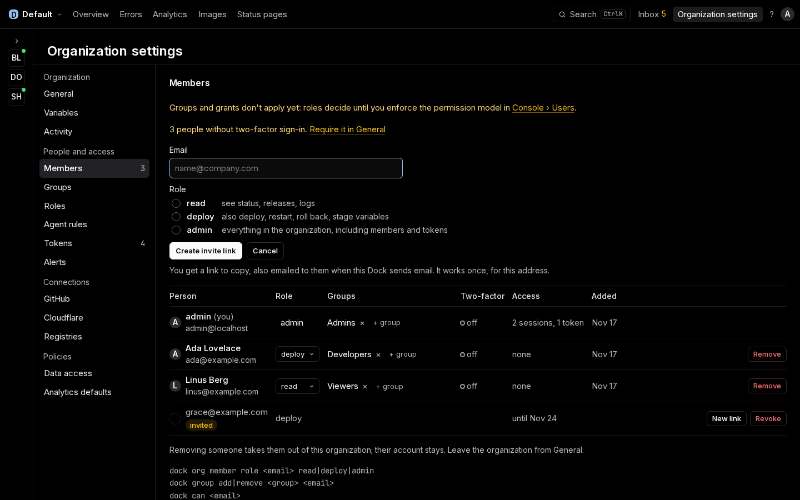 D Default Overview Errors Analytics Images Status pages Search Ctrl K Inbox 5 Organization settings ? A
BL
DO
SH
Organization settings
Organization
General
Variables
Activity
People and access
Members 3
Groups
Roles
Agent rules
Tokens 4
Alerts
Connections
GitHub
Cloudflare
Registries
Policies
Data access
Analytics defaults
Members
Groups and grants don't apply yet: roles decide until you enforce the permission model in Console › Users.
3 people without two-factor sign-in. Require it in General
Email
name@company.com
Role
read see status, releases, logs
deploy also deploy, restart, roll back, stage variables
admin everything in the organization, including members and tokens
Create invite link Cancel
You get a link to copy, also emailed to them when this Dock sends email. It works once, for this address.
Person Role Groups Two-factor Access Added
A admin (you) admin Admins × + group off 2 sessions, 1 token Nov 17
admin@localhost
A Ada Lovelace deploy Developers × + group off none Nov 17 Remove
ada@example.com
L Linus Berg read Viewers × + group off none Nov 17 Remove
linus@example.com
grace@example.com deploy until Nov 24 New link Revoke
invited
Removing someone takes them out of this organization; their account stays. Leave the organization from General.
dock org member role <email> read|deploy|admin
dock group add|remove <group> <email>
dock can <email>